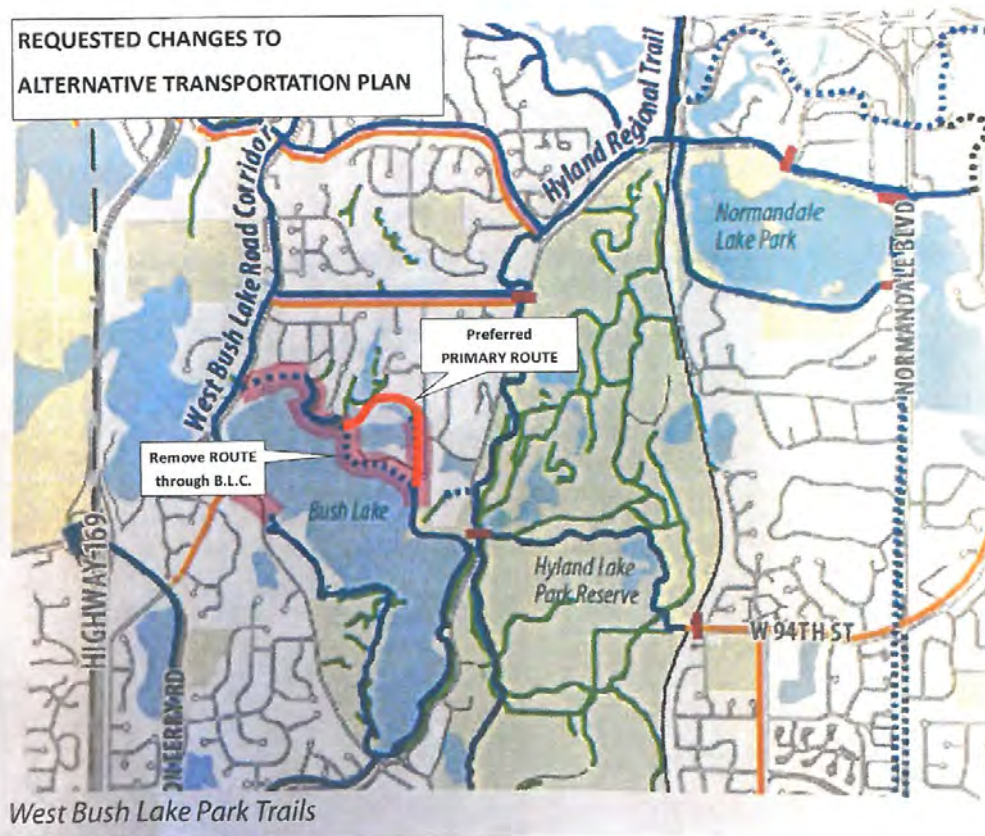 REQUESTED CHANGES TO
ALTERNATIVE TRANSPORTATION PLAN
Hyland Regional Trail
West Bush Lake Road Corridor
Normandale
Lake Park
NORMANDALE BLVD
Preferred
PRIMARY ROUTE
Remove ROUTE
through B.L.C.
Bush Lake
HIGHWAY 169
Hyland Lake
Park Reserve
W 94TH ST
RD
West Bush Lake Park Trails